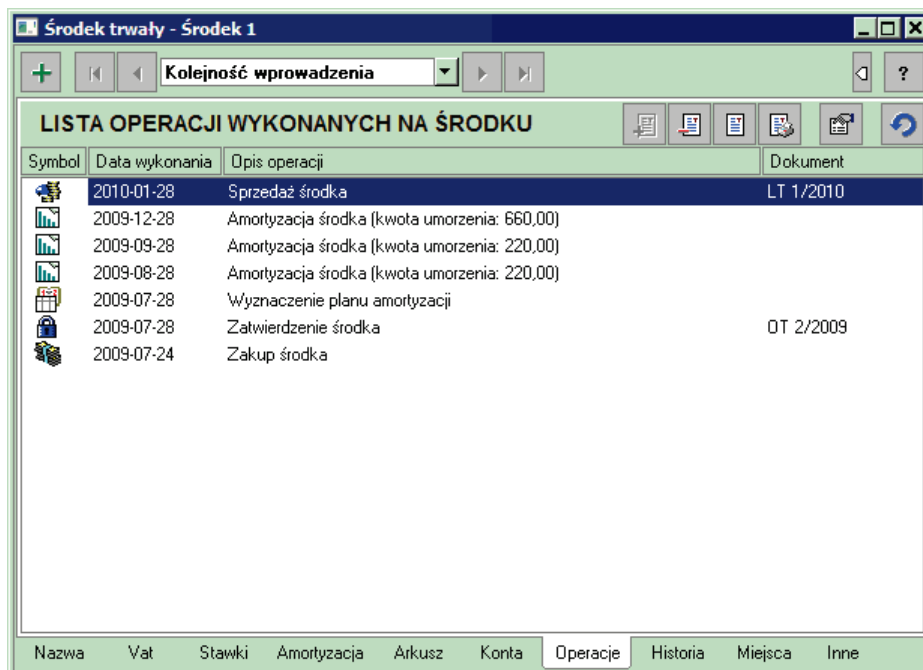 Środek trwały - Środek 1
Kolejność wprowadzenia
?
LISTA OPERACJI WYKONANYCH NA ŚRODKU
Symbol Data wykonania Opis operacji Dokument
2010-01-28 Sprzedaż środka LT 1/2010
2009-12-28 Amortyzacja środka (kwota umorzenia: 660,00)
2009-09-28 Amortyzacja środka (kwota umorzenia: 220,00)
2009-08-28 Amortyzacja środka (kwota umorzenia: 220,00)
2009-07-28 Wyznaczenie planu amortyzacji
2009-07-28 Zatwierdzenie środka OT 2/2009
2009-07-24 Zakup środka
Nazwa Vat Stawki Amortyzacja Arkusz Konta Operacje Historia Miejsca Inne